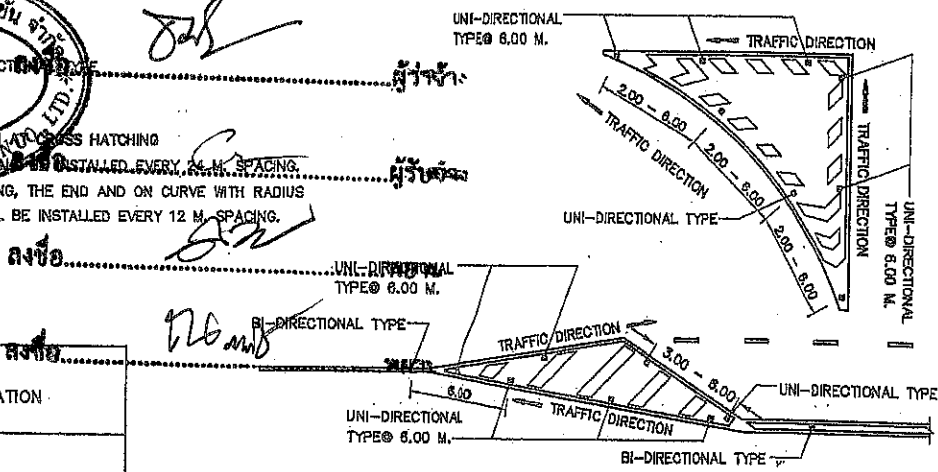 UNI-DIRECTIONAL
TYPE@ 6.00 M.
TRAFFIC DIRECTION
ผู้ว่าจ้าง
LTD.
CROSS HATCHING
INSTALLED EVERY 24 M. SPACING.
NG, THE END AND ON CURVE WITH RADIUS
BE INSTALLED EVERY 12 M. SPACING.
ผู้รับจ้าง
2.00 - 6.00
TRAFFIC DIRECTION
2.00 - 6.00
UNI-DIRECTIONAL TYPE
2.00 - 6.00
TRAFFIC DIRECTION
UNI-DIRECTIONAL
TYPE@ 6.00 M.
ลงชื่อ
UNI-DIRECTIONAL
TYPE@ 6.00 M.
BI-DIRECTIONAL TYPE
TRAFFIC DIRECTION
ลงชื่อ
3.00 - 6.00
ATION
6.00
UNI-DIRECTIONAL TYPE
UNI-DIRECTIONAL
TYPE@ 6.00 M.
TRAFFIC DIRECTION
BI-DIRECTIONAL TYPE